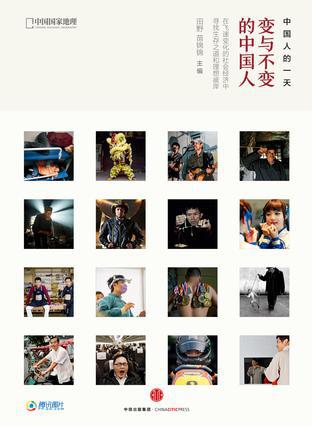 中国国家地理
中国人的一天
变与不变
的中国人
在飞速变化的社会经济中
寻找生存之道和理想彼岸
田野 苗锦锦 主编
腾讯图片
中信出版集团·CHINACITICPRESS